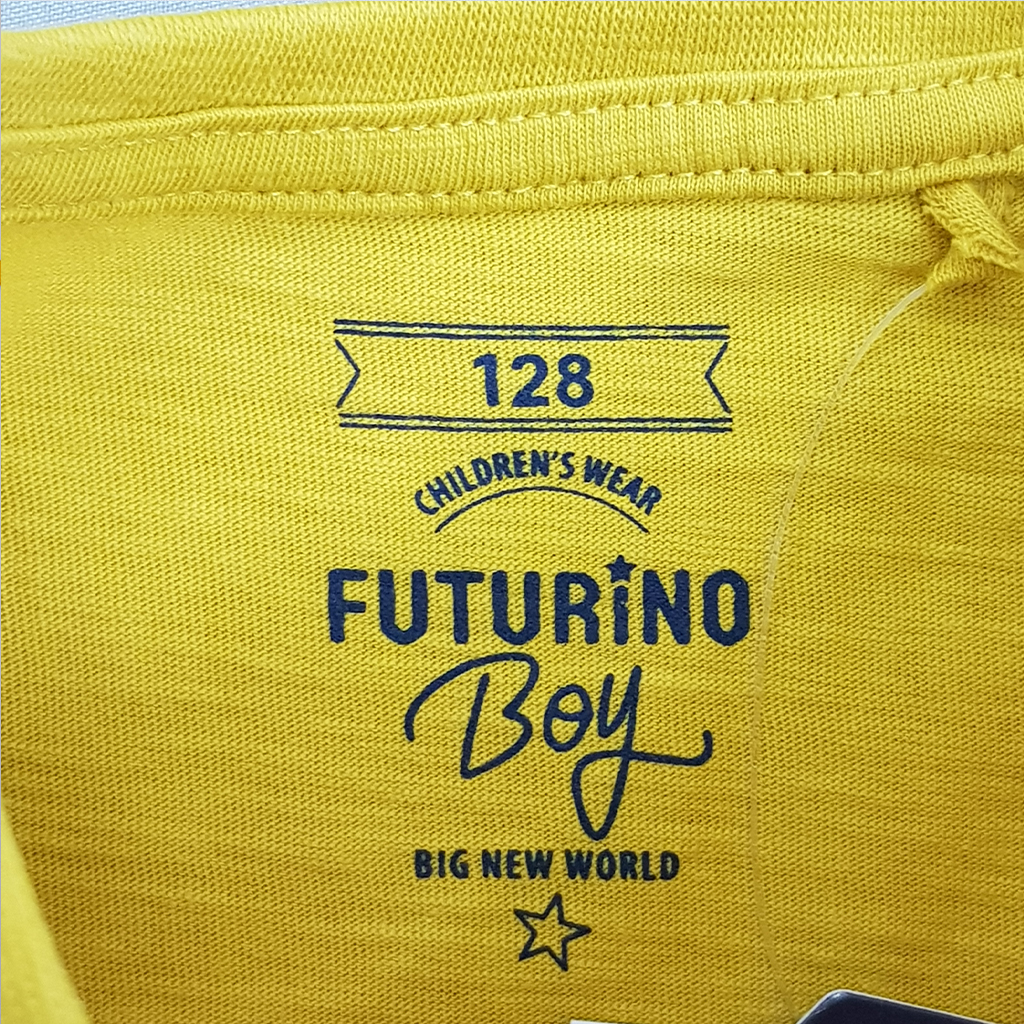 128
CHILDREN'S WEAR
FUTURINO
Boy
BIG NEW WORLD